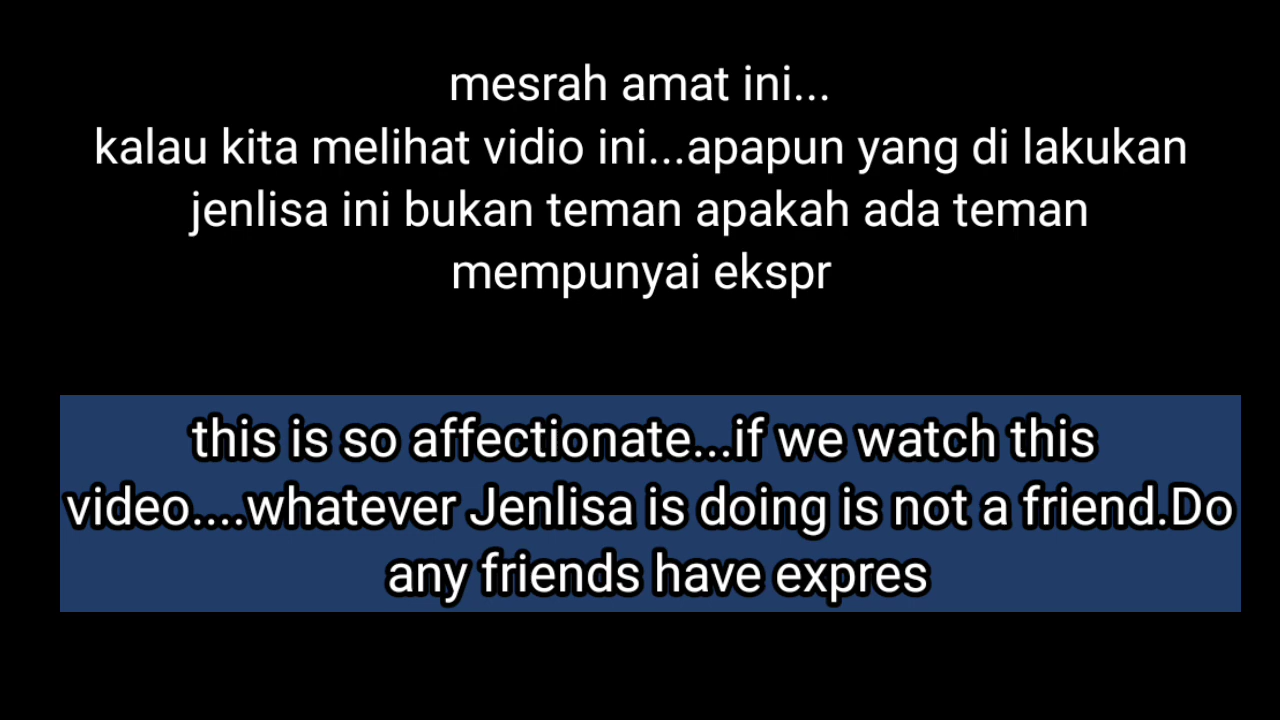 mesrah amat ini...
kalau kita melihat vidio ini...apapun yang di lakukan
jenlisa ini bukan teman apakah ada teman
mempunyai ekspr
this is so affectionate...if we watch this
video....whatever Jenlisa is doing is not a friend.Do
any friends have expres